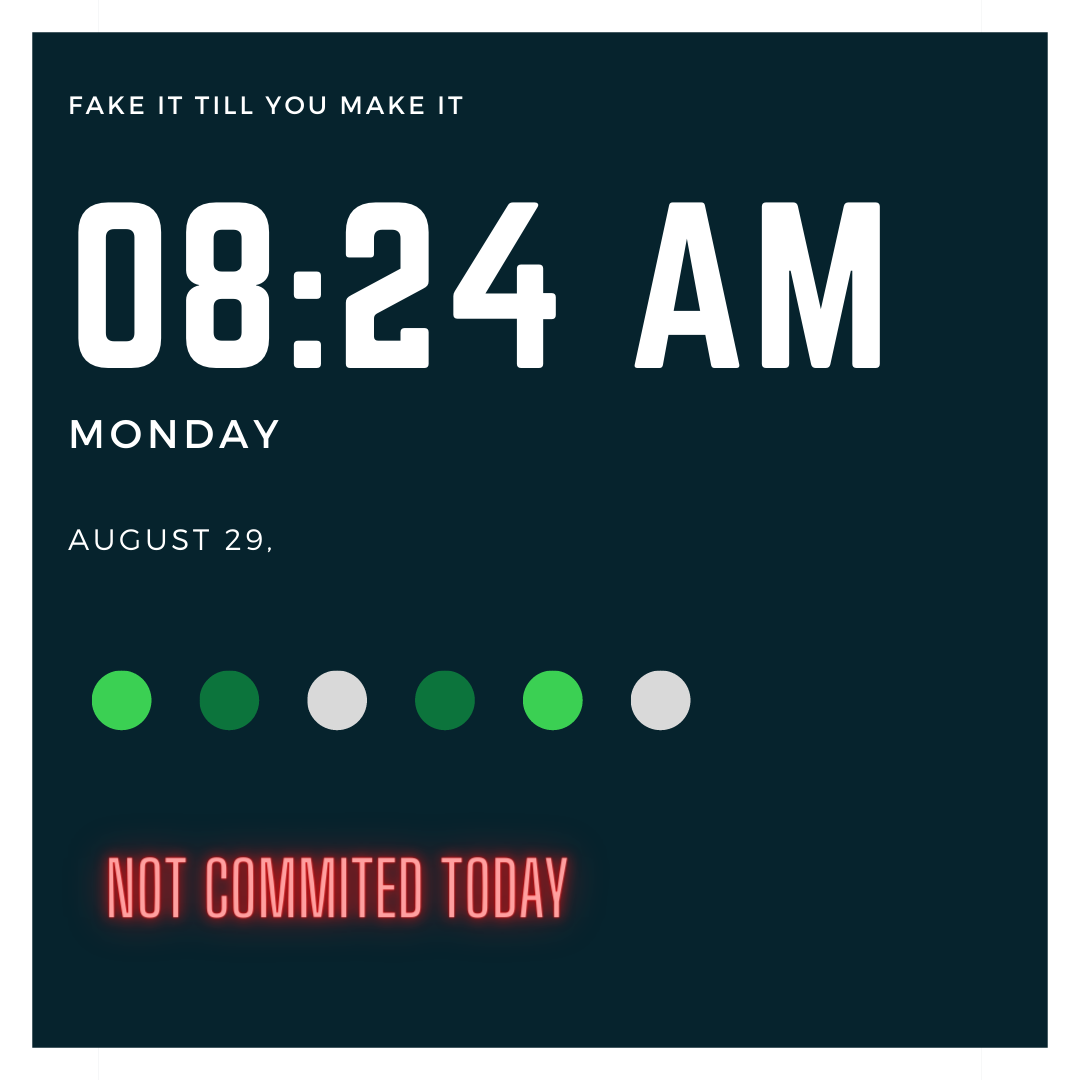 FAKE IT TILL YOU MAKE IT
08:24 AM
MONDAY
AUGUST 29,
NOT COMMITED TODAY